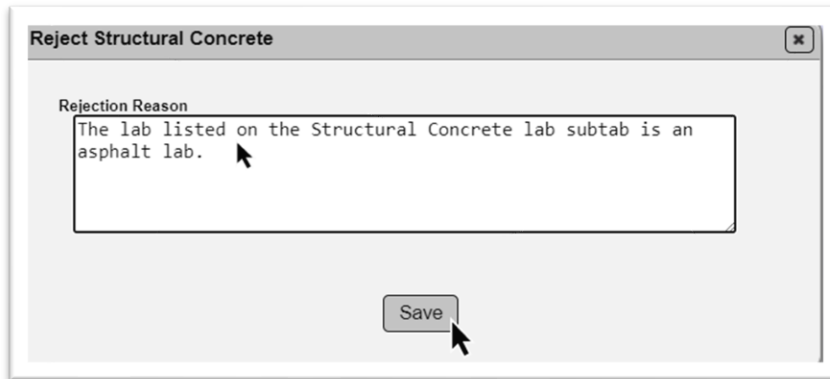 Reject Structural Concrete
Rejection Reason
The lab listed on the Structural Concrete lab subtab is an
asphalt lab.
Save